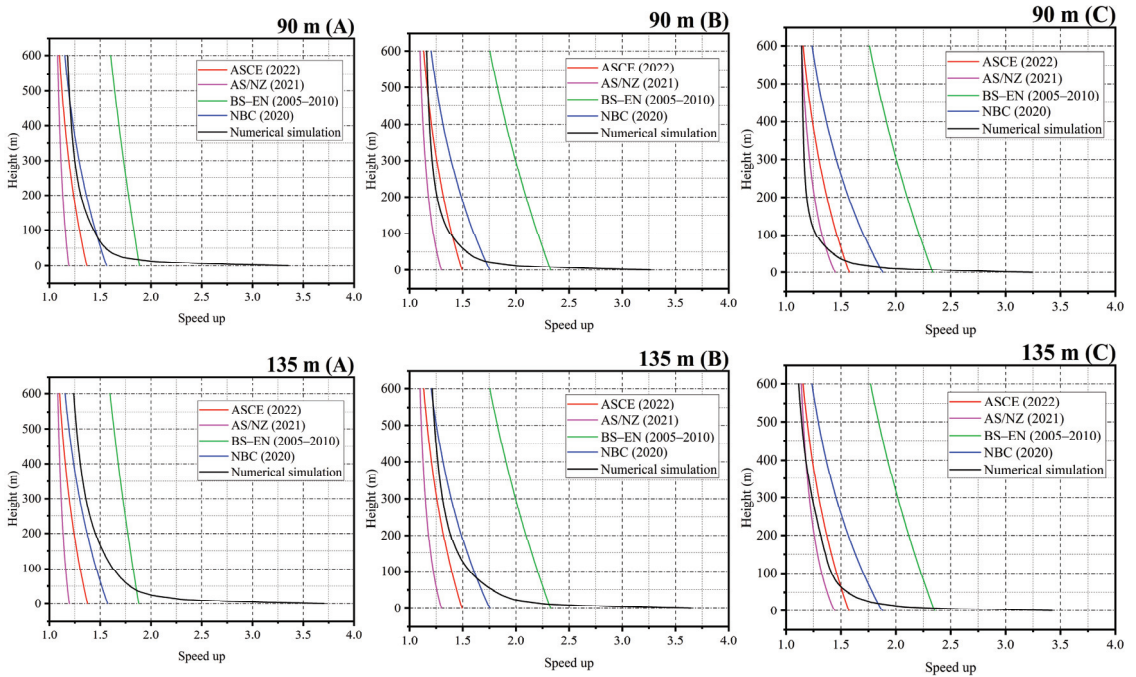 90 m (A)
600
500
400
300
200
100
0
Height (m)
ASCE (2022)
AS/NZ (2021)
BS–EN (2005–2010)
NBC (2020)
Numerical simulation
1.0 1.5 2.0 2.5 3.0 3.5 4.0
Speed up
90 m (B)
600
500
400
300
200
100
0
Height (m)
ASCE (2022)
AS/NZ (2021)
BS–EN (2005–2010)
NBC (2020)
Numerical simulation
1.0 1.5 2.0 2.5 3.0 3.5 4.0
Speed up
90 m (C)
600
500
400
300
200
100
0
Height (m)
ASCE (2022)
AS/NZ (2021)
BS–EN (2005–2010)
NBC (2020)
Numerical simulation
1.0 1.5 2.0 2.5 3.0 3.5 4.0
Speed up
135 m (A)
600
500
400
300
200
100
0
Height (m)
ASCE (2022)
AS/NZ (2021)
BS–EN (2005–2010)
NBC (2020)
Numerical simulation
1.0 1.5 2.0 2.5 3.0 3.5 4.0
Speed up
135 m (B)
600
500
400
300
200
100
0
Height (m)
ASCE (2022)
AS/NZ (2021)
BS–EN (2005–2010)
NBC (2020)
Numerical simulation
1.0 1.5 2.0 2.5 3.0 3.5 4.0
Speed up
135 m (C)
600
500
400
300
200
100
0
Height (m)
ASCE (2022)
AS/NZ (2021)
BS–EN (2005–2010)
NBC (2020)
Numerical simulation
1.0 1.5 2.0 2.5 3.0 3.5 4.0
Speed up